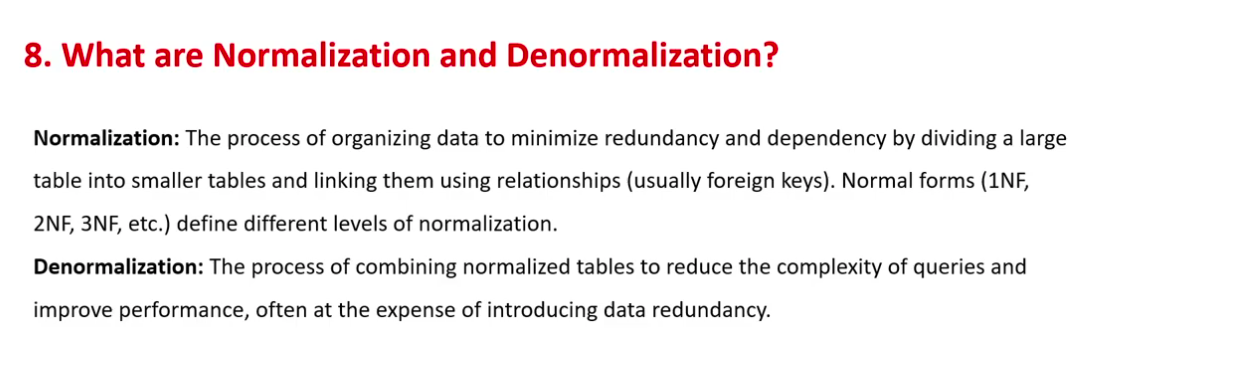 8. What are Normalization and Denormalization?
Normalization: The process of organizing data to minimize redundancy and dependency by dividing a large
table into smaller tables and linking them using relationships (usually foreign keys). Normal forms (1NF,
2NF, 3NF, etc.) define different levels of normalization.
Denormalization: The process of combining normalized tables to reduce the complexity of queries and
improve performance, often at the expense of introducing data redundancy.